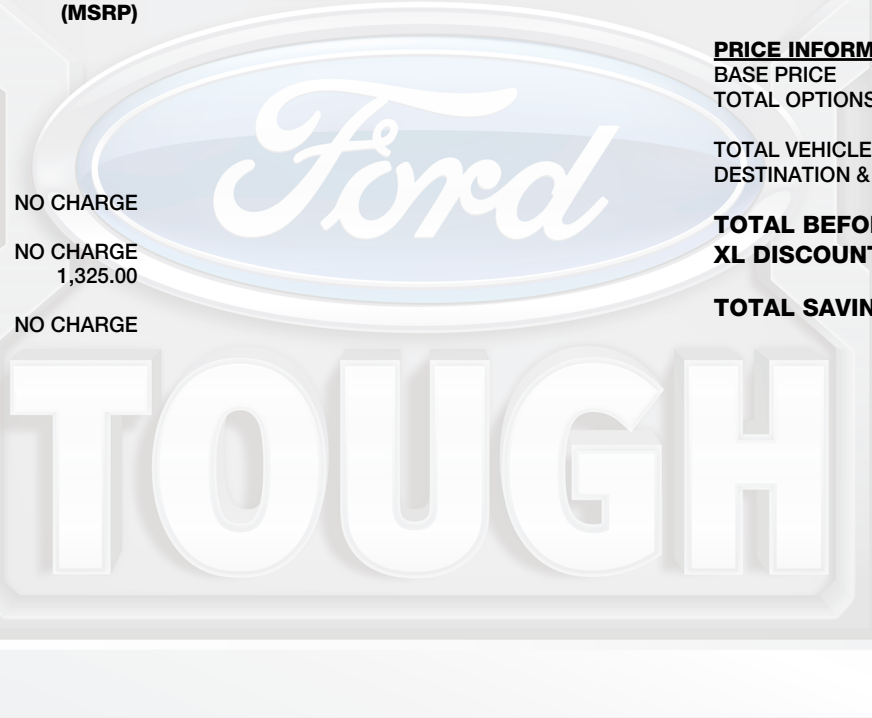 (MSRP)
NO CHARGE
NO CHARGE
1,325.00
NO CHARGE
PRICE INFORM
BASE PRICE
TOTAL OPTIONS
TOTAL VEHICLE
DESTINATION &
TOTAL BEFO
XL DISCOUNT
TOTAL SAVIN
Ford
TOUGH